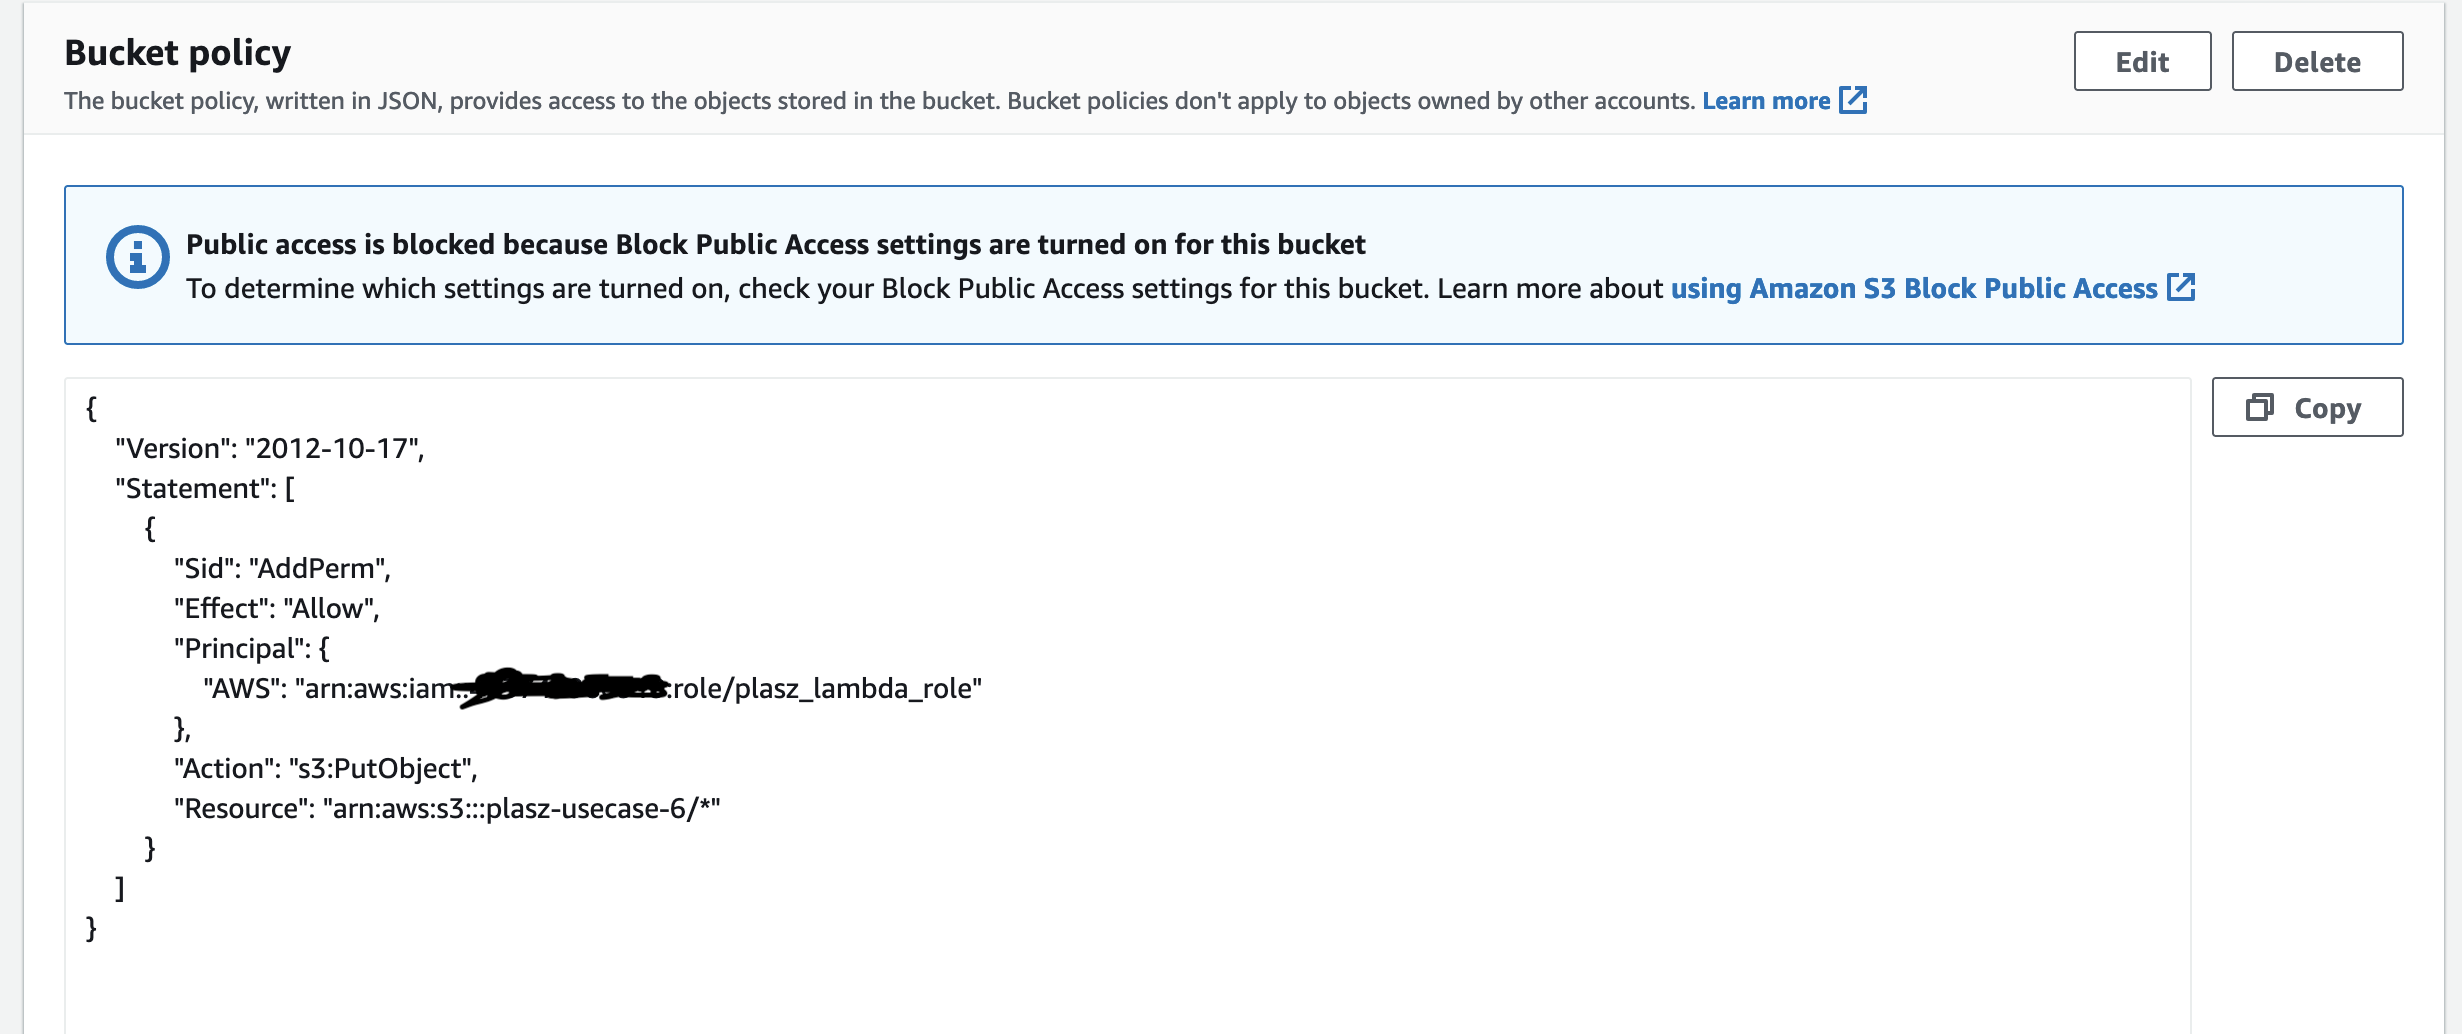 Bucket policy
Edit
Delete
The bucket policy, written in JSON, provides access to the objects stored in the bucket. Bucket policies don't apply to objects owned by other accounts. Learn more
Public access is blocked because Block Public Access settings are turned on for this bucket
To determine which settings are turned on, check your Block Public Access settings for this bucket. Learn more about using Amazon S3 Block Public Access
Copy
{
"Version": "2012-10-17",
"Statement": [
{
"Sid": "AddPerm",
"Effect": "Allow",
"Principal": {
"AWS": "arn:aws:iam:: :role/plasz_lambda_role"
},
"Action": "s3:PutObject",
"Resource": "arn:aws:s3:::plasz-usecase-6/*"
}
]
}